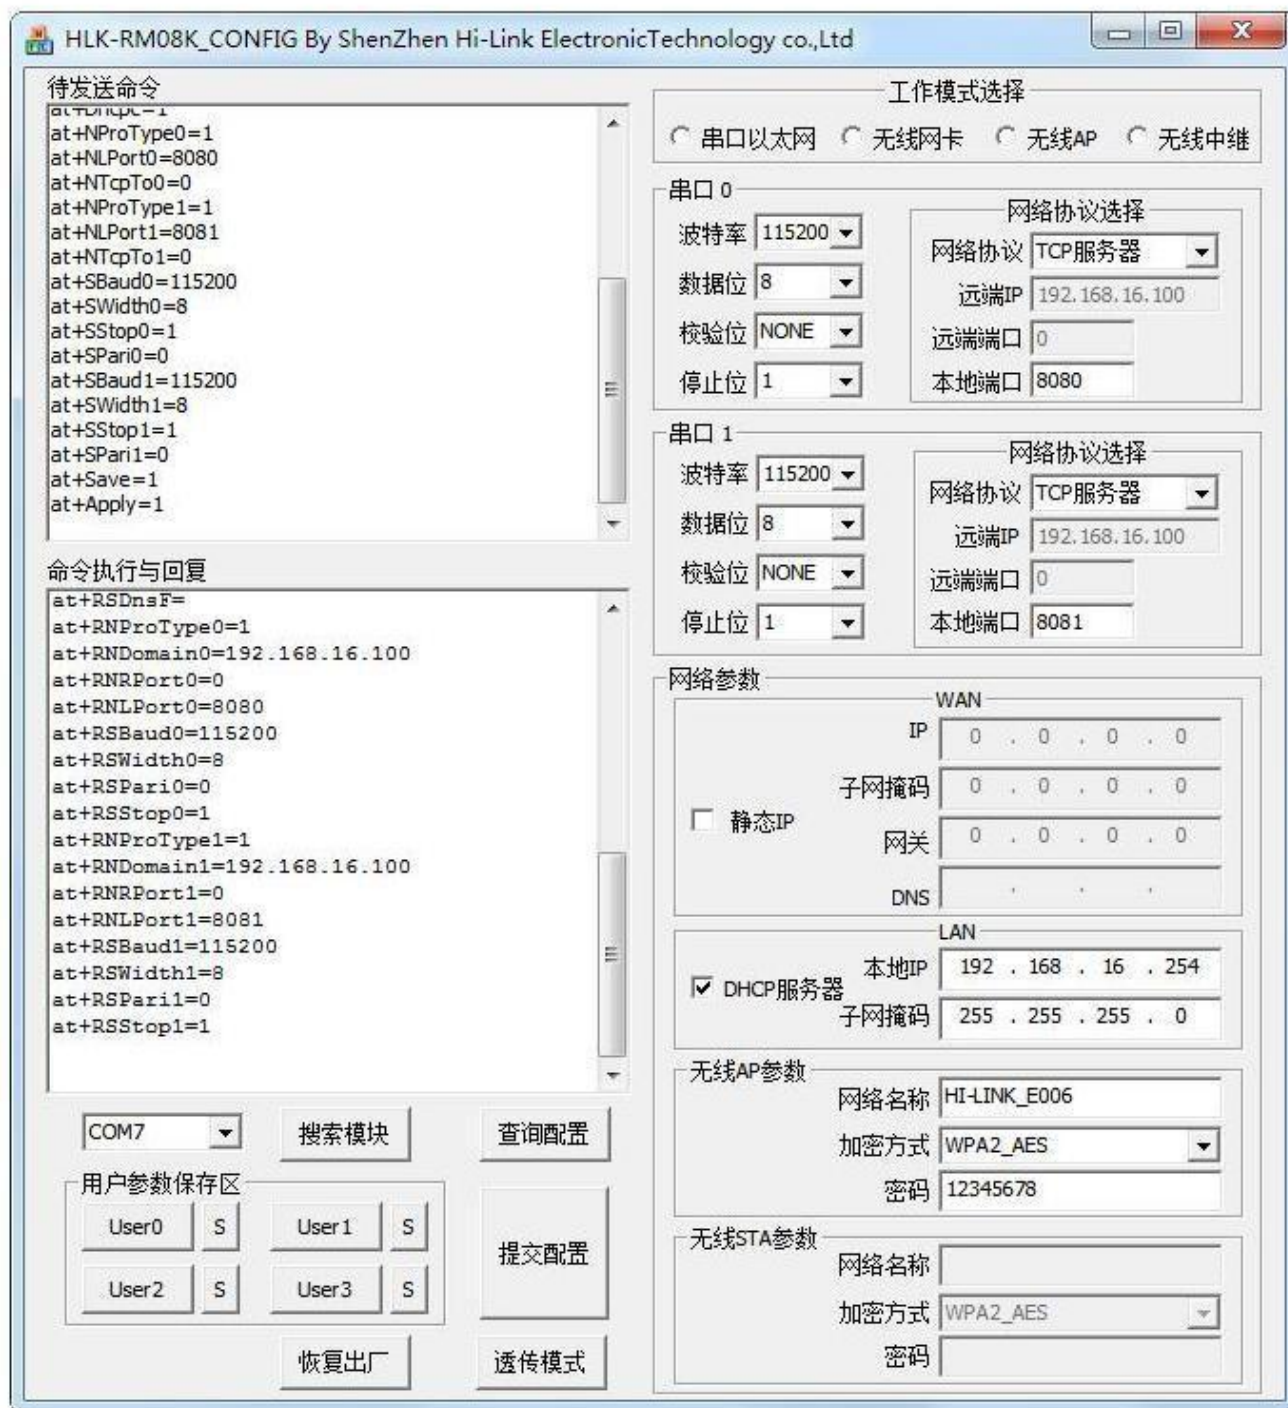 HLK-RM08K_CONFIG By ShenZhen Hi-Link ElectronicTechnology co.,Ltd
待发送命令
at+Dhcpc=1
at+NProType0=1
at+NLPort0=8080
at+NTcpTo0=0
at+NProType1=1
at+NLPort1=8081
at+NTcpTo1=0
at+SBaud0=115200
at+SWidth0=8
at+SStop0=1
at+SPari0=0
at+SBaud1=115200
at+SWidth1=8
at+SStop1=1
at+SPari1=0
at+Save=1
at+Apply=1
命令执行与回复
at+RSDnsF=
at+RNProType0=1
at+RNDomain0=192.168.16.100
at+RNRPort0=0
at+RNLPort0=8080
at+RSBaud0=115200
at+RSWidth0=8
at+RSPari0=0
at+RSStop0=1
at+RNProType1=1
at+RNDomain1=192.168.16.100
at+RNRPort1=0
at+RNLPort1=8081
at+RSBaud1=115200
at+RSWidth1=8
at+RSPari1=0
at+RSStop1=1
COM7 搜索模块 查询配置
用户参数保存区
User0 S User1 S
User2 S User3 S
提交配置
恢复出厂 透传模式
工作模式选择
串口以太网 无线网卡 无线AP 无线中继
串口 0
波特率 115200
数据位 8
校验位 NONE
停止位 1
网络协议选择
网络协议 TCP服务器
远端IP 192.168.16.100
远端端口 0
本地端口 8080
串口 1
波特率 115200
数据位 8
校验位 NONE
停止位 1
网络协议选择
网络协议 TCP服务器
远端IP 192.168.16.100
远端端口 0
本地端口 8081
网络参数
WAN
静态IP
IP 0 . 0 . 0 . 0
子网掩码 0 . 0 . 0 . 0
网关 0 . 0 . 0 . 0
DNS . . .
LAN
DHCP服务器
本地IP 192 . 168 . 16 . 254
子网掩码 255 . 255 . 255 . 0
无线AP参数
网络名称 HI-LINK_E006
加密方式 WPA2_AES
密码 12345678
无线STA参数
网络名称
加密方式 WPA2_AES
密码